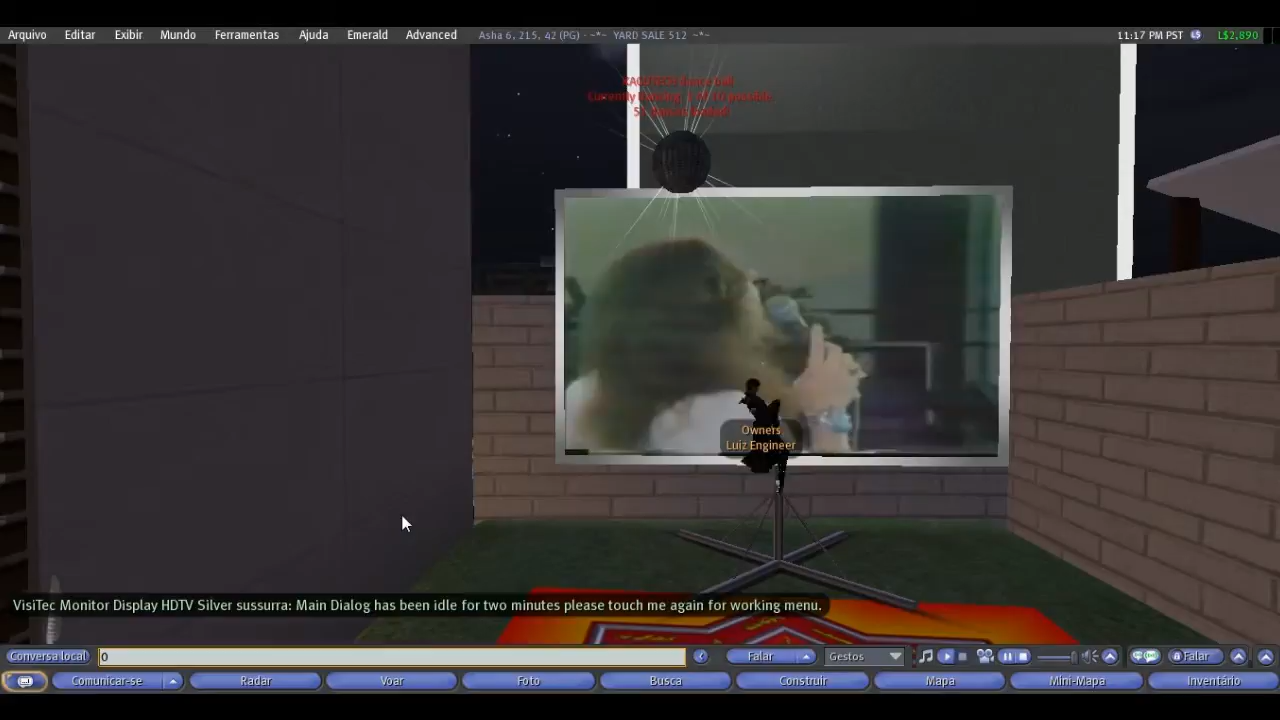 Arquivo Editar Exibir Mundo Ferramentas Ajuda Emerald Advanced Asha 6, 215, 42 (PG) - ~*~ YARD SALE 512 ~*~ 11:17 PM PST L$ L$2,890
Currently
Owners
Luiz Engineer
VisiTec Monitor Display HDTV Silver sussurra: Main Dialog has been idle for two minutes please touch me again for working menu.
Conversa local 0 Falar Gestos Falar
Comunicar-se Radar Voar Foto Busca Construir Mapa Mini-Mapa Inventário